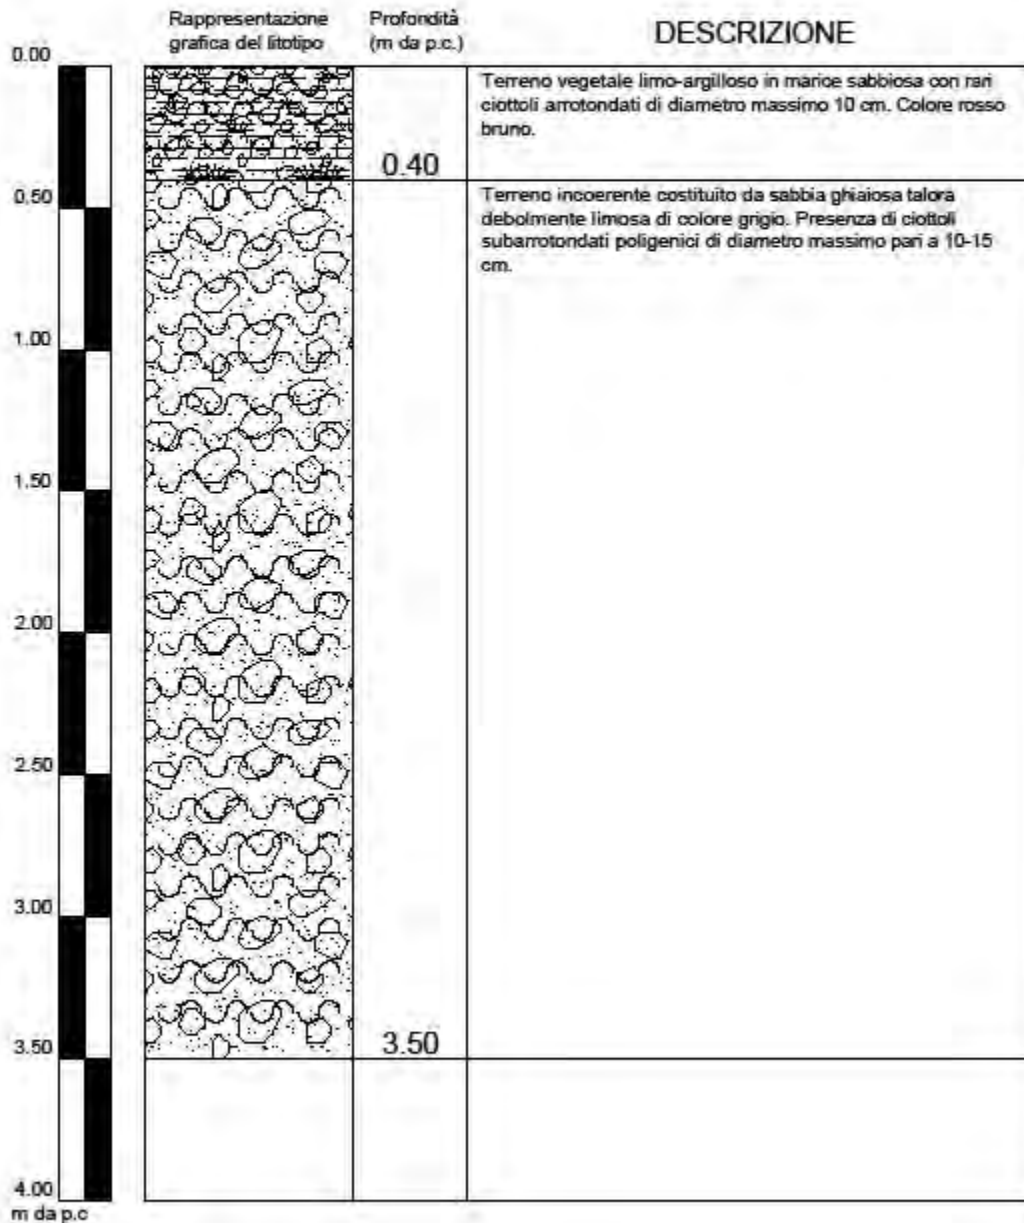 Rappresentazione
grafica del litotipo
Profondità
(m da p.c.)
DESCRIZIONE
0.00
Terreno vegetale limo-argilloso in marice sabbiosa con rari
ciottoli arrotondati di diametro massimo 10 cm. Colore rosso
bruno.
0.40
0.50
Terreno incoerente costituito da sabbia ghiaiosa talora
debolmente limosa di colore grigio. Presenza di ciottoli
subarrotondati poligenici di diametro massimo pari a 10-15
cm.
1.00
1.50
2.00
2.50
3.00
3.50
3.50
4.00
m da p.c